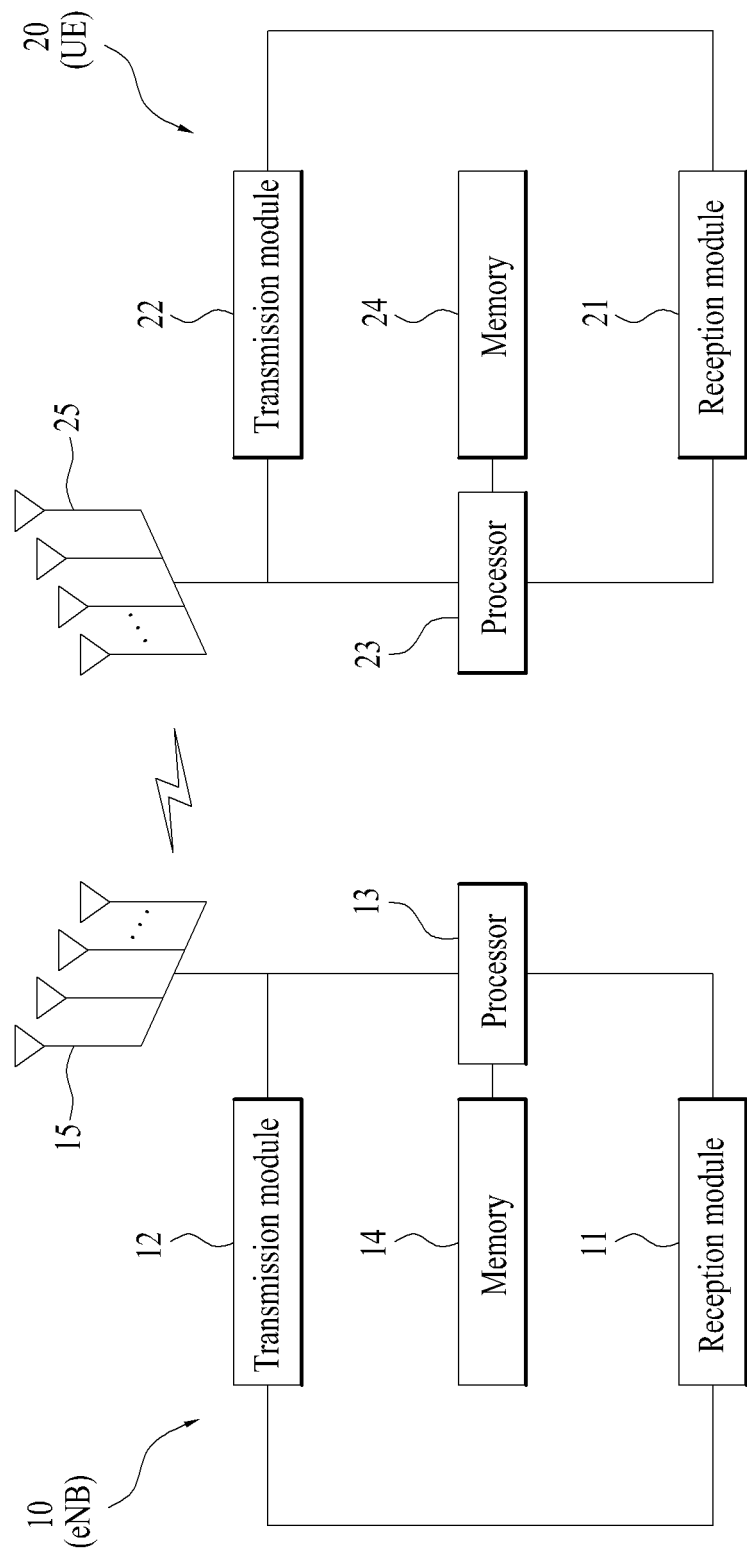 10
(eNB)
20
(UE)
15
25
12
Transmission module
22
Transmission module
14
Memory
13
Processor
23
Processor
24
Memory
11
Reception module
21
Reception module